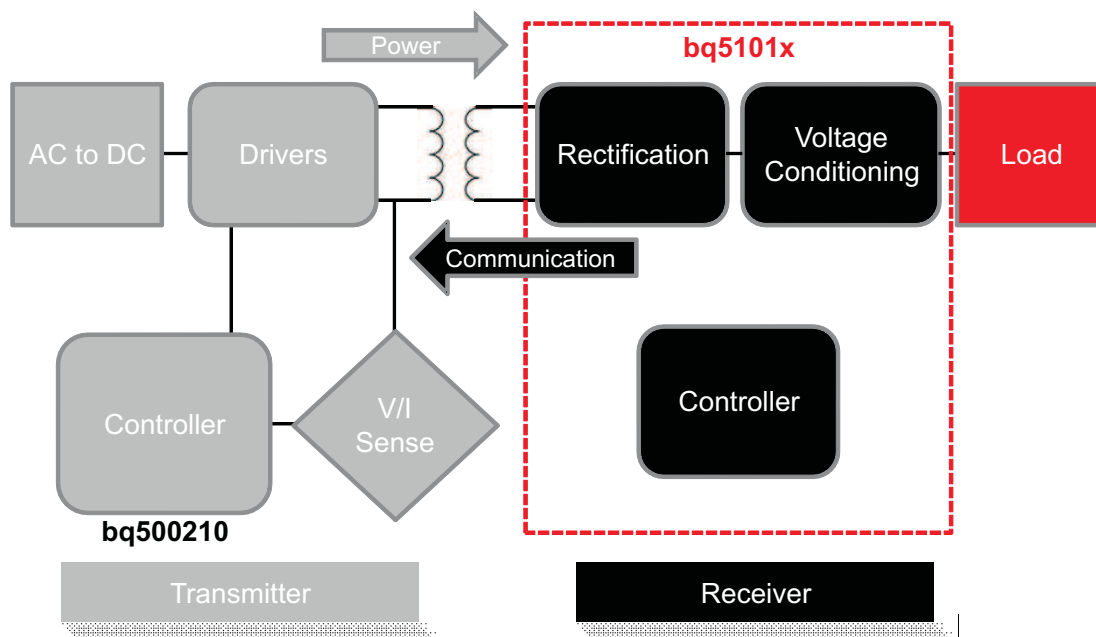 Power
bq5101x
AC to DC
Drivers
Rectification
Voltage
Conditioning
Load
Communication
Controller
V/I
Sense
Controller
bq500210
Transmitter
Receiver